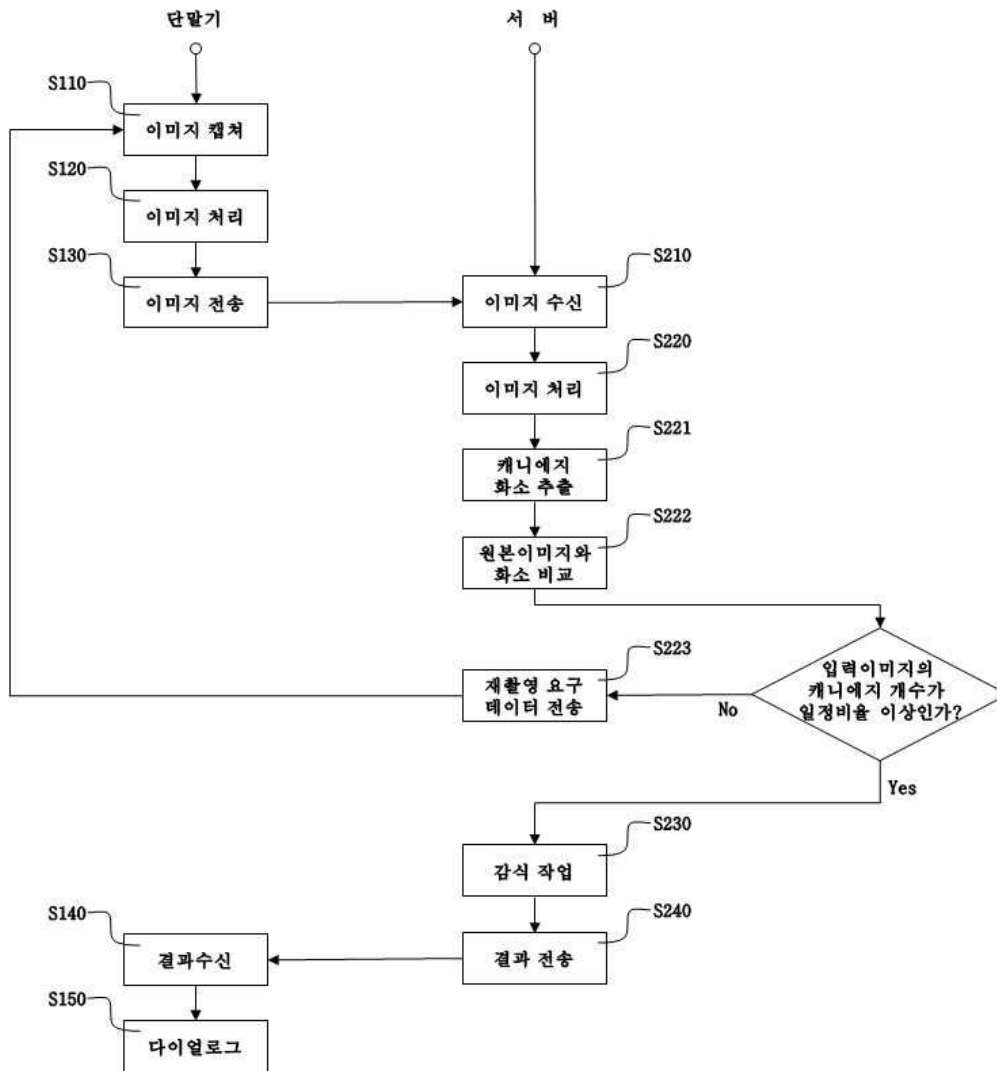 단말기
서 버
S110
이미지 캡쳐
S120
이미지 처리
S130
이미지 전송
S210
이미지 수신
S220
이미지 처리
S221
캐니에지
화소 추출
S222
원본이미지와
화소 비교
입력이미지의
캐니에지 개수가
일정비율 이상인가?
S223
재촬영 요구
데이터 전송
No
Yes
S230
감식 작업
S240
결과 전송
S140
결과수신
S150
다이얼로그